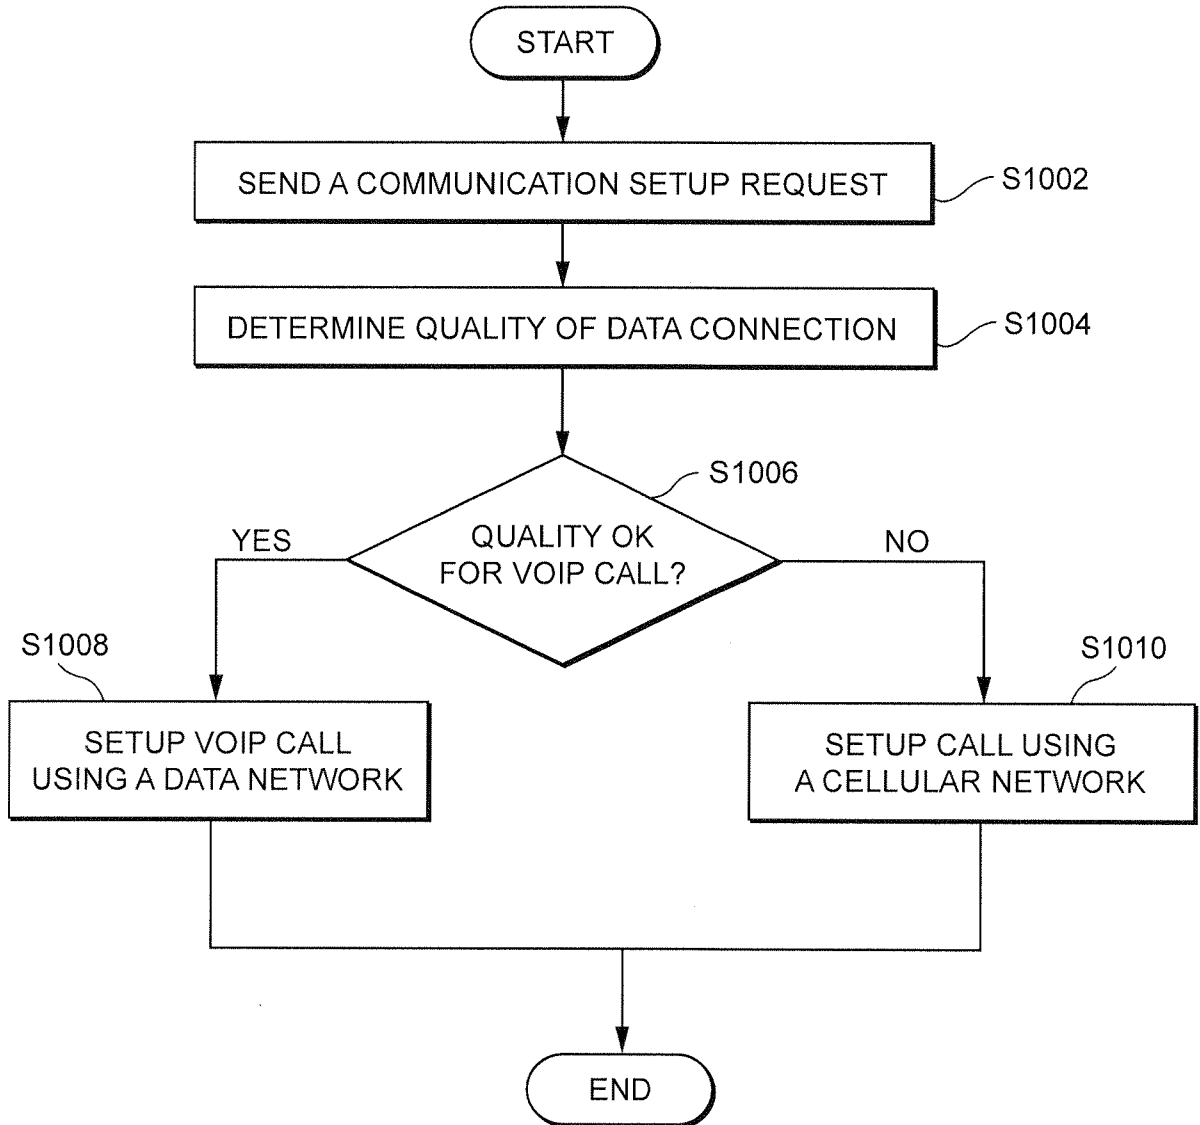 START
SEND A COMMUNICATION SETUP REQUEST
S1002
DETERMINE QUALITY OF DATA CONNECTION
S1004
S1006
QUALITY OK
FOR VOIP CALL?
YES
NO
S1008
SETUP VOIP CALL
USING A DATA NETWORK
S1010
SETUP CALL USING
A CELLULAR NETWORK
END